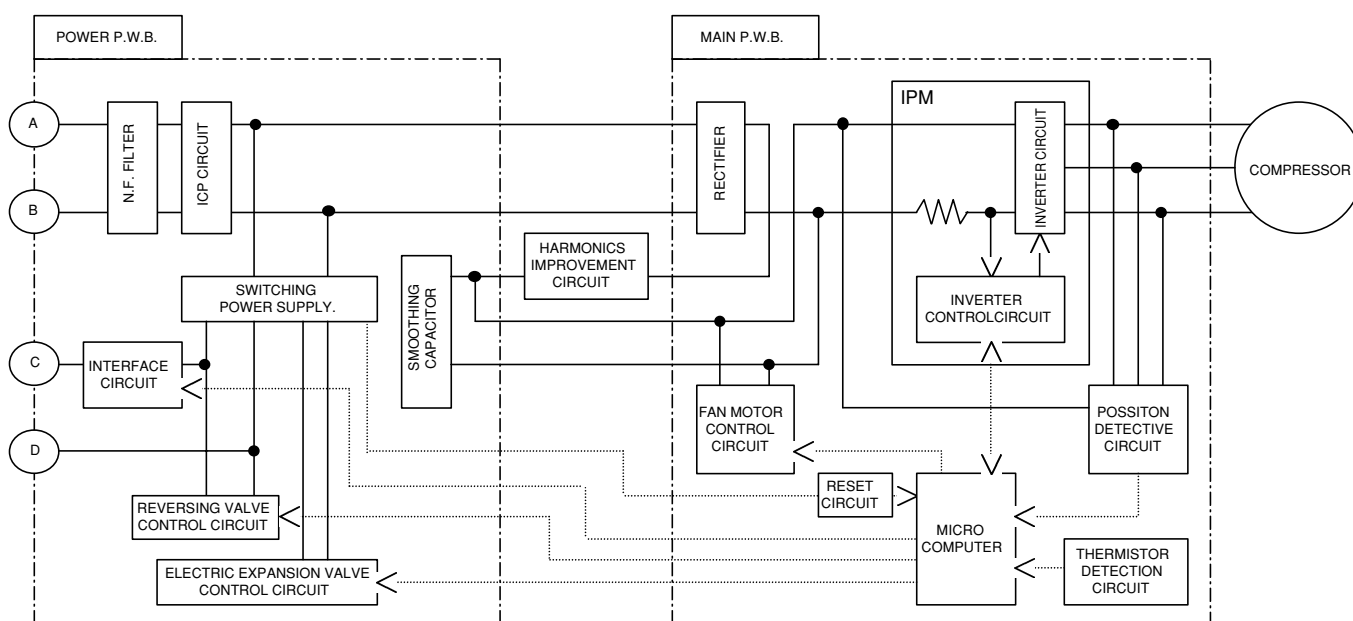 POWER P.W.B.
MAIN P.W.B.
IPM
A
B
N.F. FILTER
ICP CIRCUIT
RECTIFIER
INVERTER CIRCUIT
COMPRESSOR
HARMONICS
IMPROVEMENT
CIRCUIT
SWITCHING
POWER SUPPLY.
SMOOTHING
CAPACITOR
INVERTER
CONTROLCIRCUIT
C
INTERFACE
CIRCUIT
FAN MOTOR
CONTROL
CIRCUIT
POSSITON
DETECTIVE
CIRCUIT
D
RESET
CIRCUIT
REVERSING VALVE
CONTROL CIRCUIT
MICRO
COMPUTER
THERMISTOR
DETECTION
CIRCUIT
ELECTRIC EXPANSION VALVE
CONTROL CIRCUIT